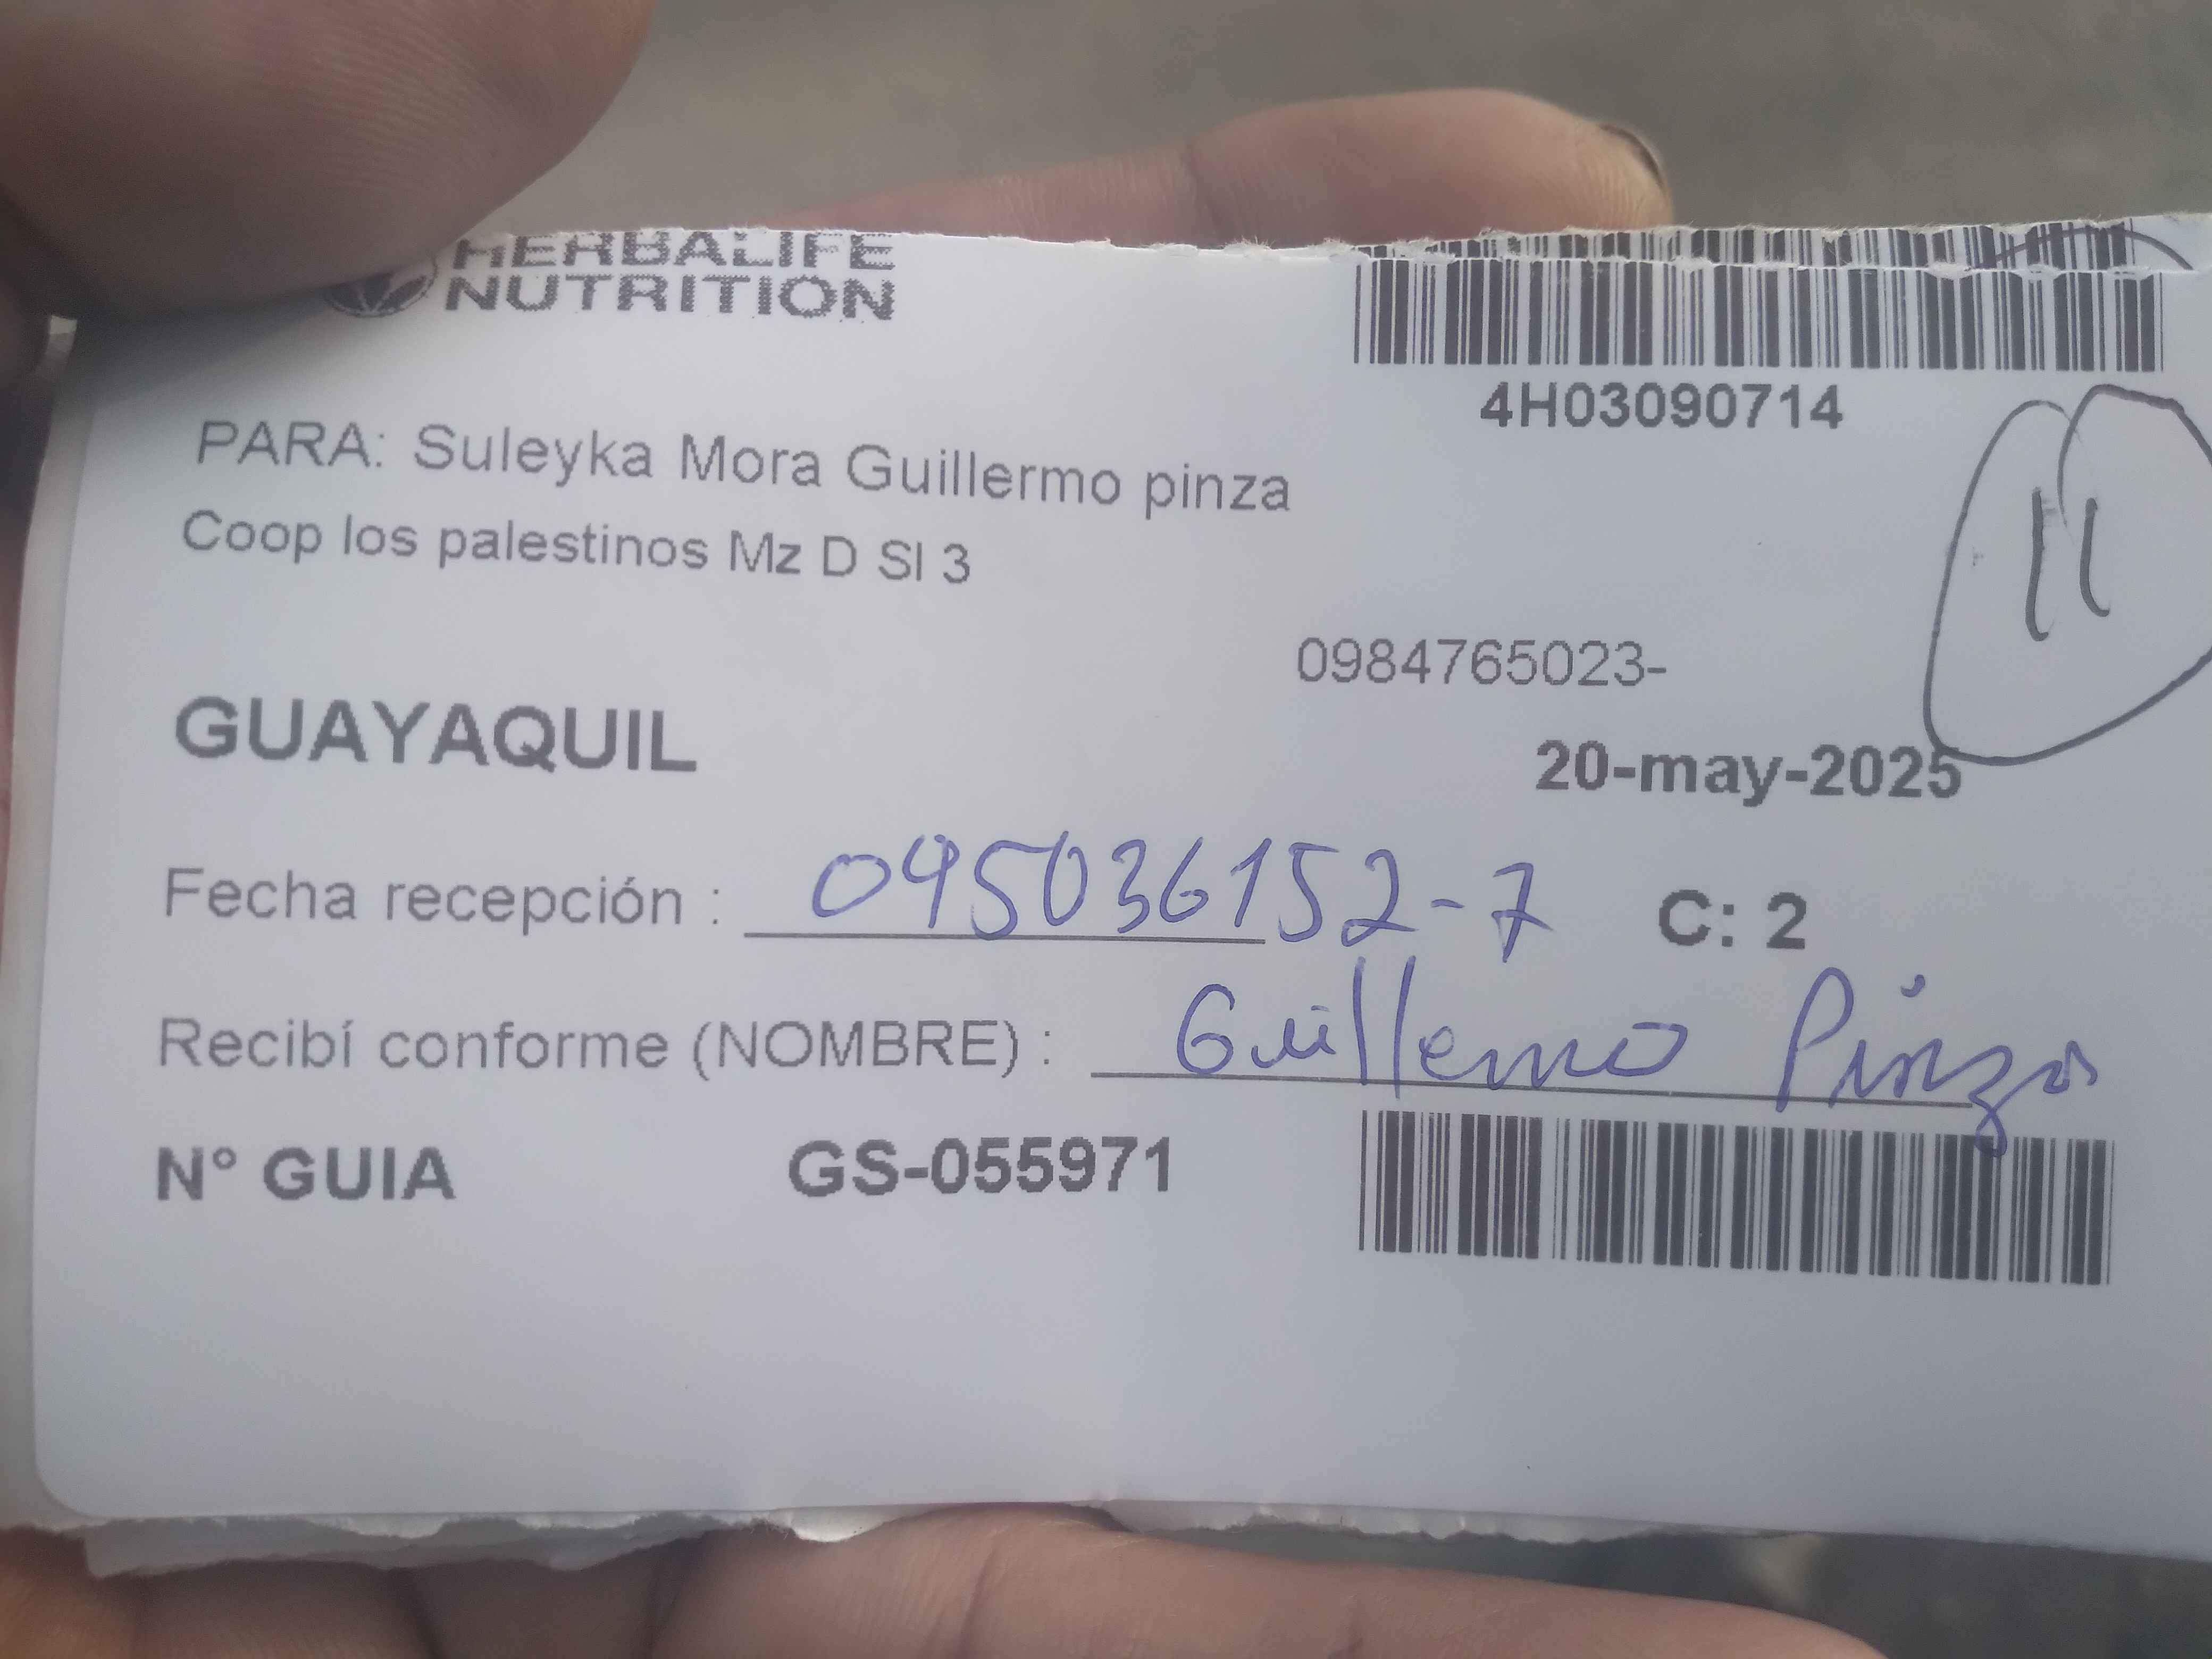 HERBALIFE
NUTRITION
4H03090714
PARA: Suleyka Mora Guillermo pinza
Coop los palestinos Mz D Sl 3
11
0984765023-
GUAYAQUIL
20-may-2025
Fecha recepción : 095036152-7 C: 2
Recibí conforme (NOMBRE) : Guillermo Pinza
N° GUIA GS-055971